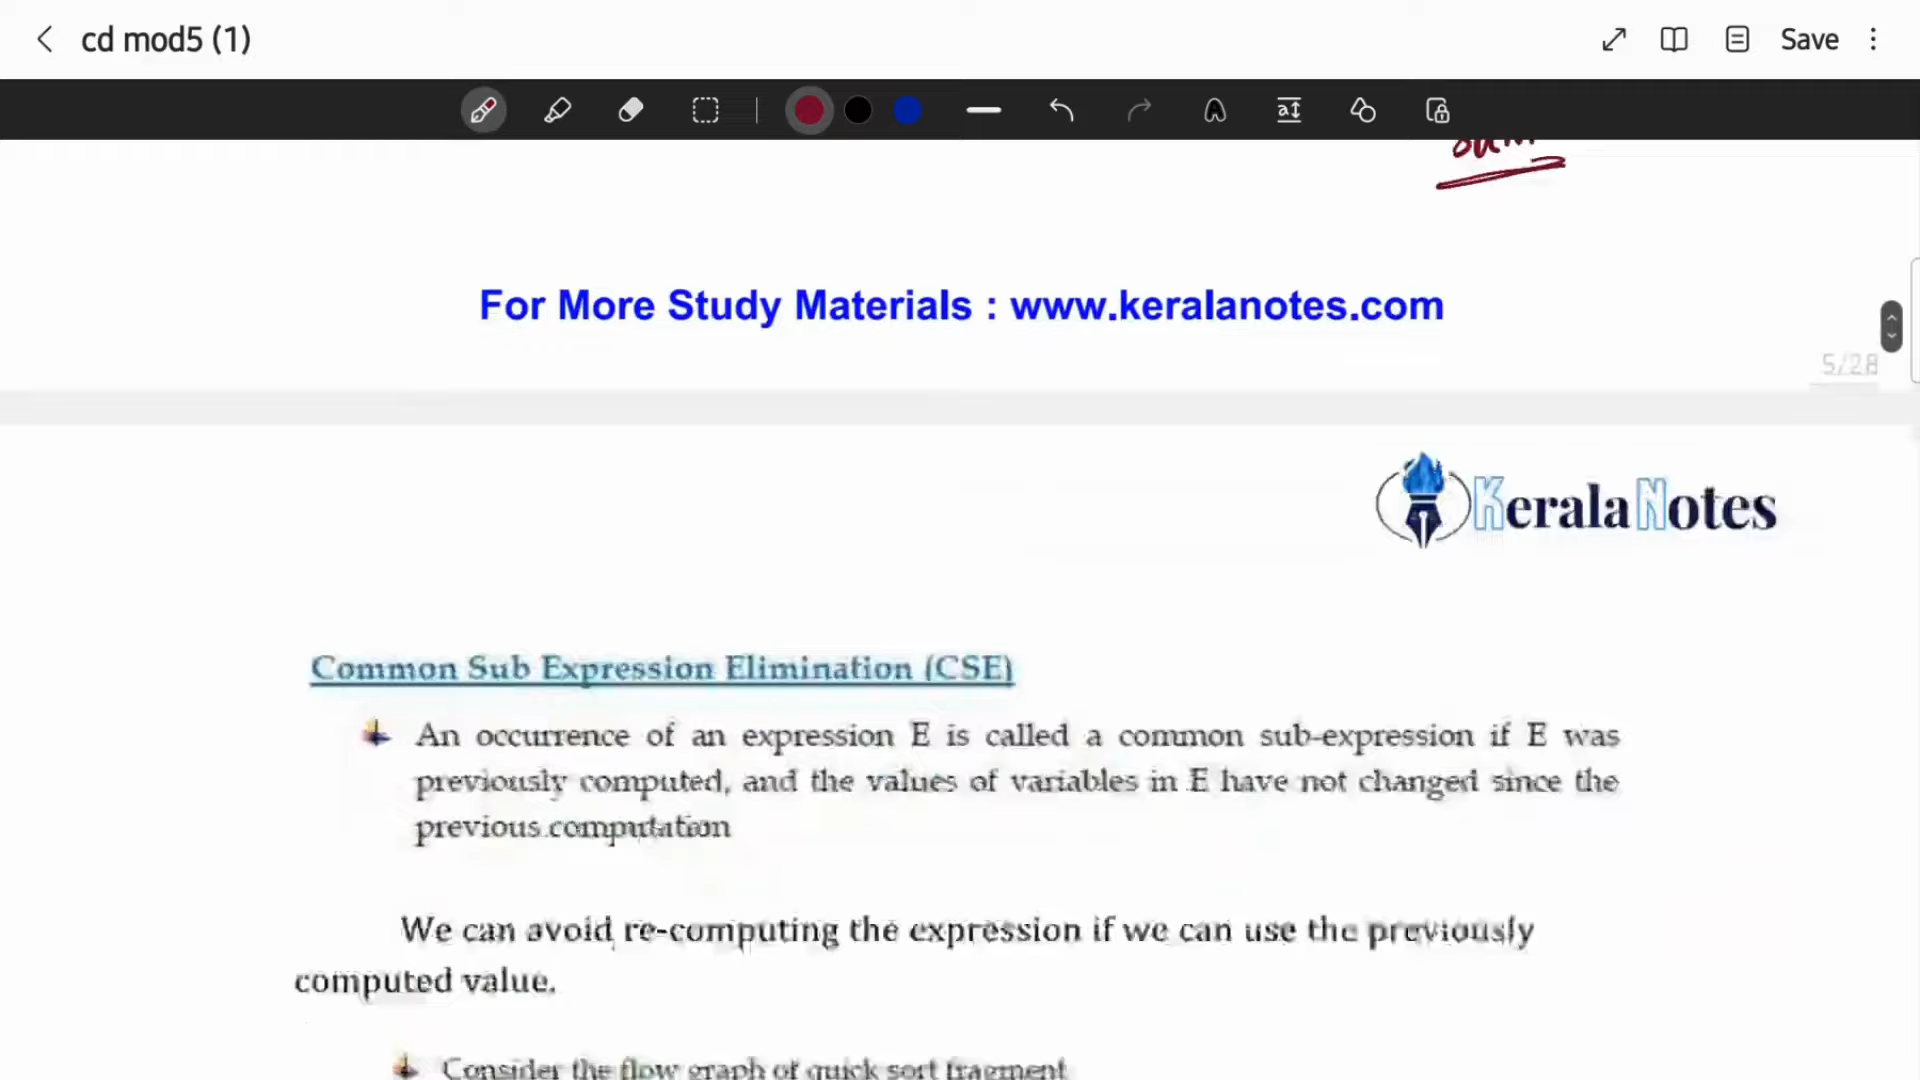 cd mod5 (1)
Save
For More Study Materials : www.keralanotes.com
5/28
KeralaNotes
Common Sub Expression Elimination (CSE)
An occurrence of an expression E is called a common sub-expression if E was
previously computed, and the values of variables in E have not changed since the
previous computation
We can avoid re-computing the expression if we can use the previously
computed value.
Consider the flow graph of quick sort fragment